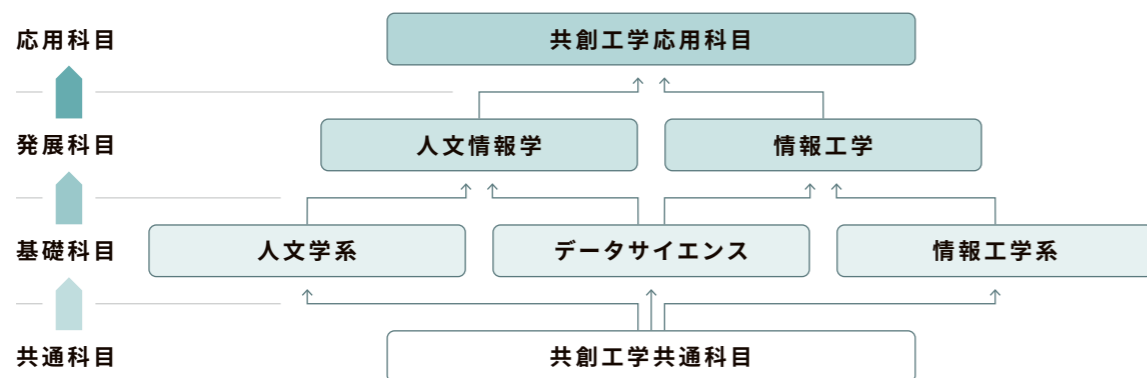 応用科目
共創工学応用科目
発展科目
人文情報学
情報工学
基礎科目
人文学系
データサイエンス
情報工学系
共通科目
共創工学共通科目